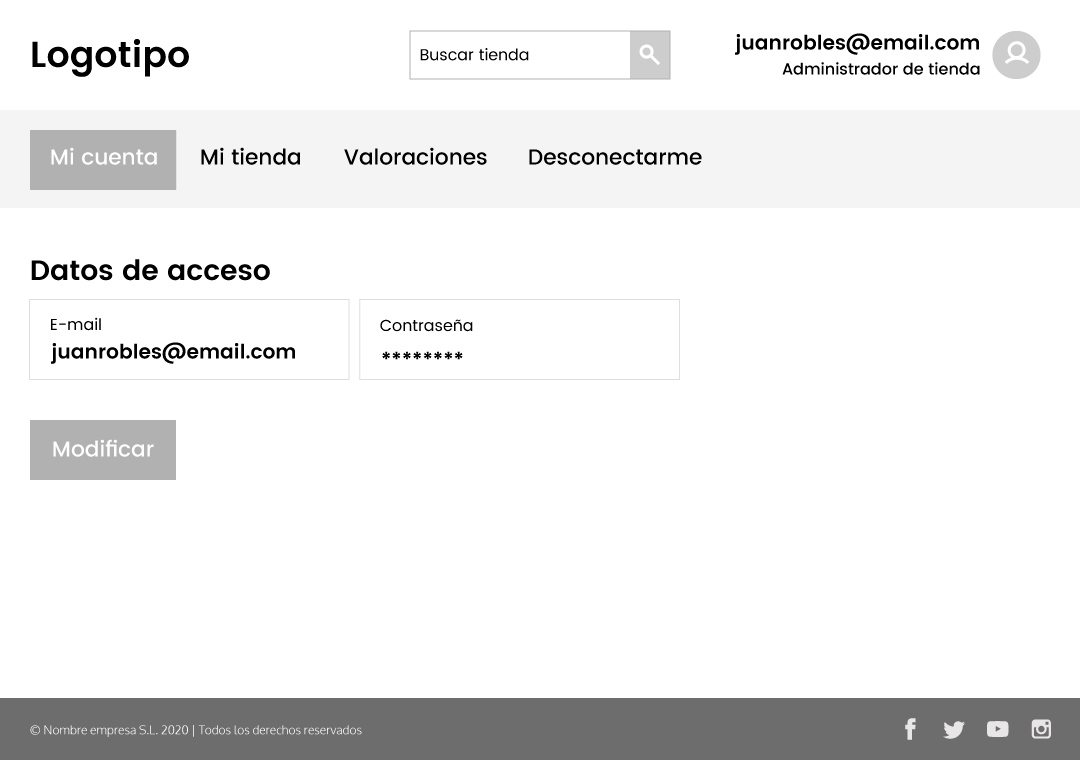 Logotipo
Buscar tienda
juanrobles@email.com
Administrador de tienda
Mi cuenta
Mi tienda
Valoraciones
Desconectarme
Datos de acceso
E-mail
juanrobles@email.com
Contraseña
********
Modificar
© Nombre empresa S.L. 2020 | Todos los derechos reservados